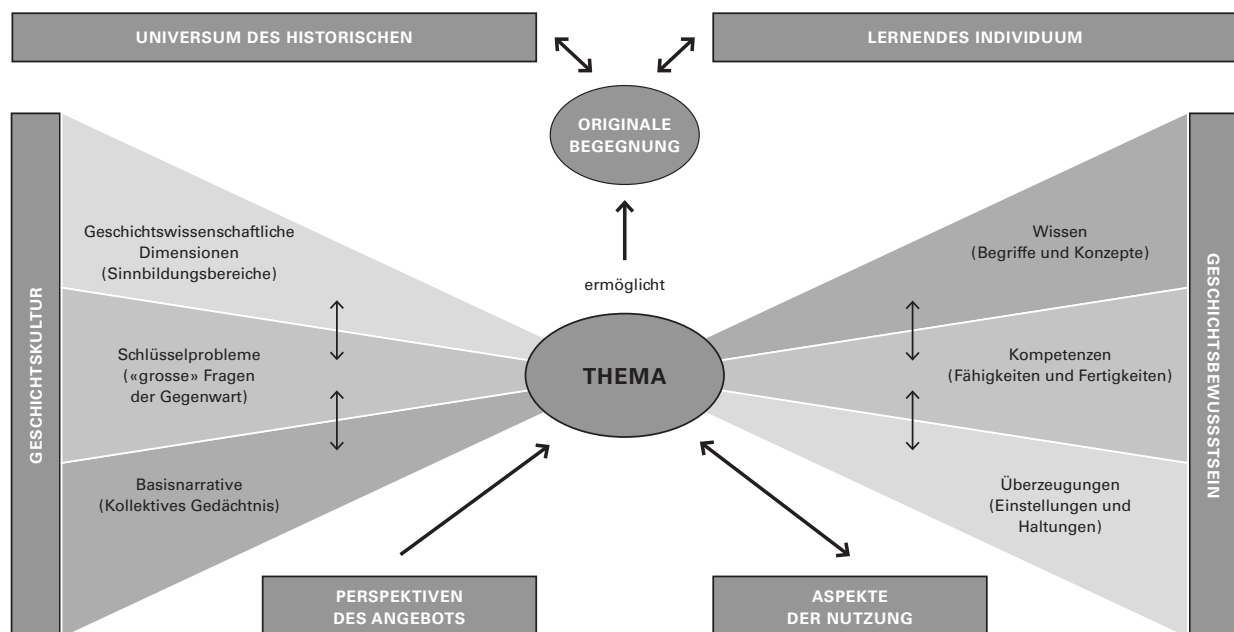 UNIVERSUM DES HISTORISCHEN
LERNENDES INDIVIDUUM
ORIGINALE
BEGEGNUNG
ermöglicht
THEMA
GESCHICHTSKULTUR
Geschichtswissenschaftliche
Dimensionen
(Sinnbildungsbereiche)
Schlüsselprobleme
(«grosse» Fragen
der Gegenwart)
Basisnarrative
(Kollektives Gedächtnis)
Wissen
(Begriffe und Konzepte)
Kompetenzen
(Fähigkeiten und Fertigkeiten)
Überzeugungen
(Einstellungen und
Haltungen)
GESCHICHTSBEWUSSSTSEIN
PERSPEKTIVEN
DES ANGEBOTS
ASPEKTE
DER NUTZUNG